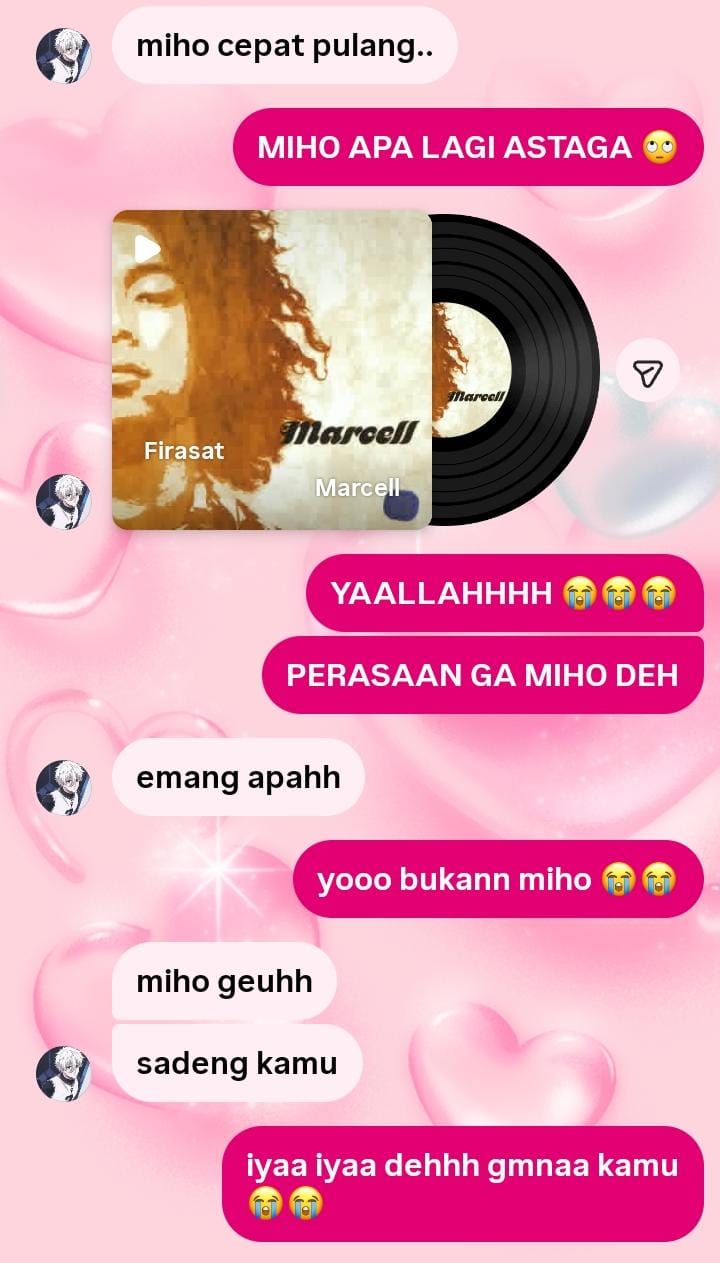 miho cepat pulang..
MIHO APA LAGI ASTAGA 🙄
Marcell
Marcell
Firasat
Marcell
YAALLAHHHH 😭😭😭
PERASAAN GA MIHO DEH
emang apahh
yooo bukann miho 😭😭
miho geuhh
sadeng kamu
iyaa iyaa dehhh gmnaa kamu
😭😭